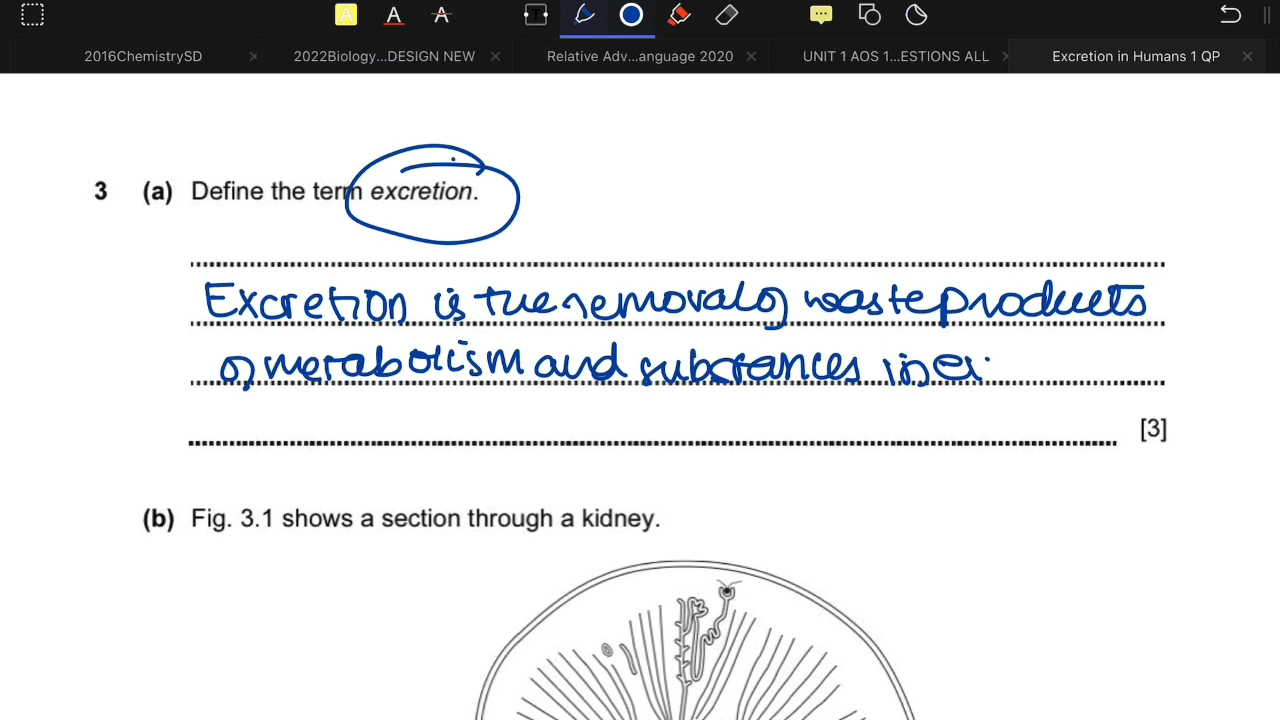 2016ChemistrySD
2022Biology...DESIGN NEW
Relative Adv...anguage 2020
UNIT 1 AOS 1...ESTIONS ALL
Excretion in Humans 1 QP
3 (a) Define the term excretion.
Excretion is the removal of waste products
of metabolism and substances in ex
[3]
(b) Fig. 3.1 shows a section through a kidney.